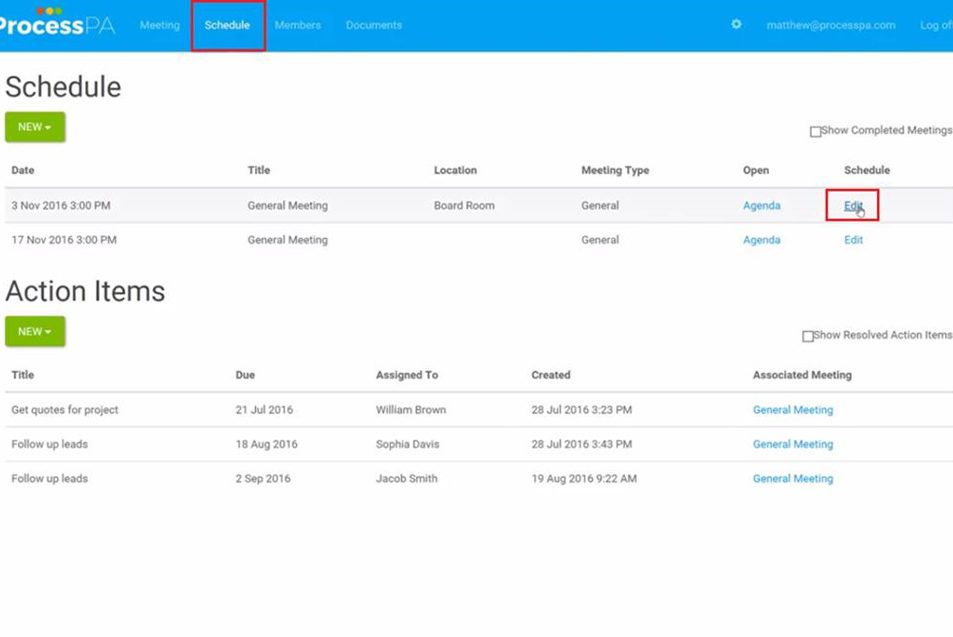 ProcessPA Meeting Schedule Members Documents matthew@processpa.com Log of
Schedule
NEW
Show Completed Meetings
Date Title Location Meeting Type Open Schedule
3 Nov 2016 3:00 PM General Meeting Board Room General Agenda Edit
17 Nov 2016 3:00 PM General Meeting General Agenda Edit
Action Items
NEW
Show Resolved Action Items
Title Due Assigned To Created Associated Meeting
Get quotes for project 21 Jul 2016 William Brown 28 Jul 2016 3:23 PM General Meeting
Follow up leads 18 Aug 2016 Sophia Davis 28 Jul 2016 3:43 PM General Meeting
Follow up leads 2 Sep 2016 Jacob Smith 19 Aug 2016 9:22 AM General Meeting